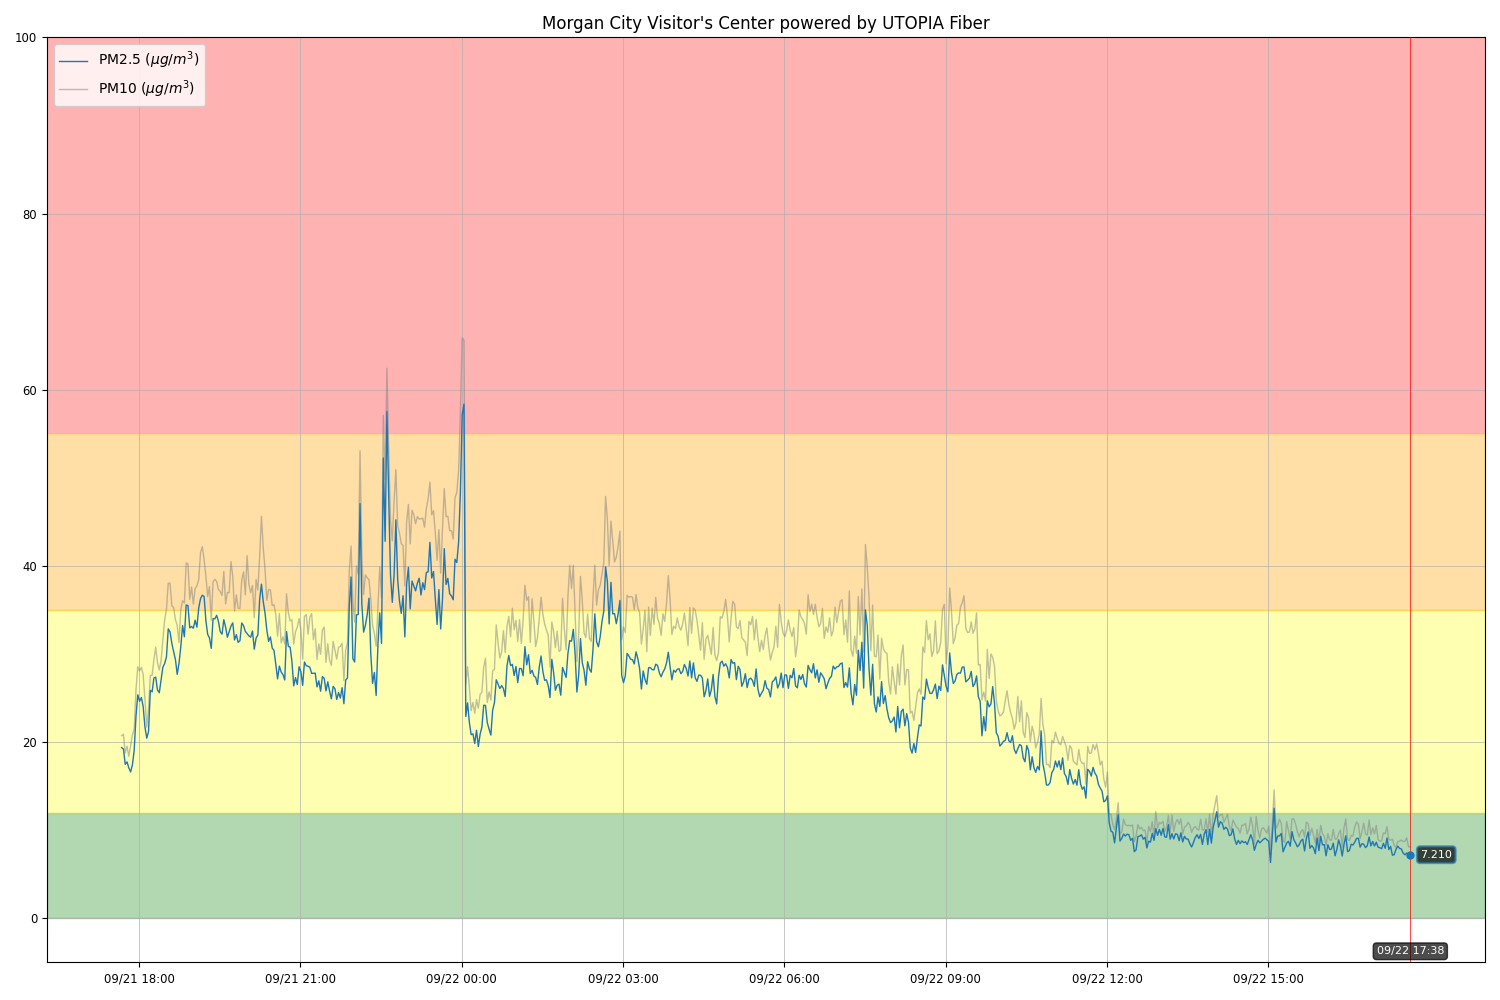 Morgan City Visitor's Center powered by UTOPIA Fiber
100
PM2.5 (μg/m³)
PM10 (μg/m³)
80
60
40
20
0
7.210
09/22 17:38
09/21 18:00 09/21 21:00 09/22 00:00 09/22 03:00 09/22 06:00 09/22 09:00 09/22 12:00 09/22 15:00